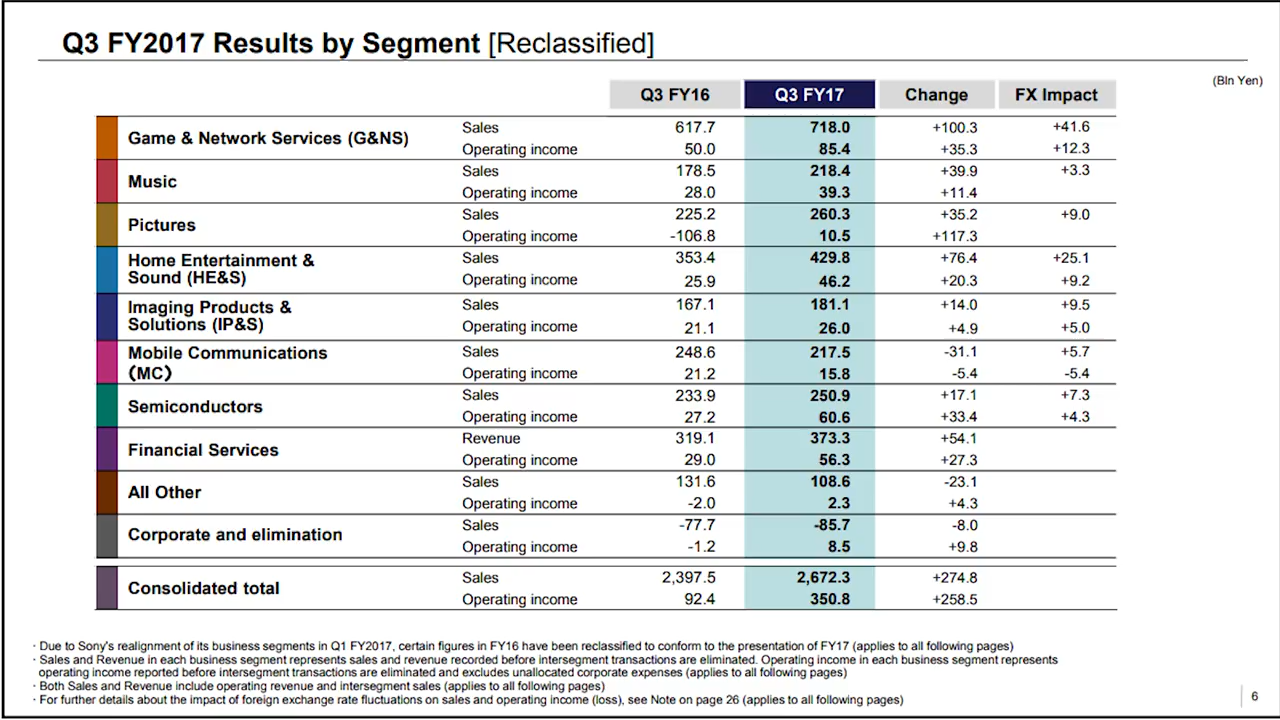 Q3 FY2017 Results by Segment [Reclassified]
(Bln Yen)
Q3 FY16 Q3 FY17 Change FX Impact
Game & Network Services (G&NS) Sales 617.7 718.0 +100.3 +41.6
Operating income 50.0 85.4 +35.3 +12.3
Music Sales 178.5 218.4 +39.9 +3.3
Operating income 28.0 39.3 +11.4
Pictures Sales 225.2 260.3 +35.2 +9.0
Operating income -106.8 10.5 +117.3
Home Entertainment & Sales 353.4 429.8 +76.4 +25.1
Sound (HE&S) Operating income 25.9 46.2 +20.3 +9.2
Imaging Products & Sales 167.1 181.1 +14.0 +9.5
Solutions (IP&S) Operating income 21.1 26.0 +4.9 +5.0
Mobile Communications Sales 248.6 217.5 -31.1 +5.7
(MC) Operating income 21.2 15.8 -5.4 -5.4
Semiconductors Sales 233.9 250.9 +17.1 +7.3
Operating income 27.2 60.6 +33.4 +4.3
Financial Services Revenue 319.1 373.3 +54.1
Operating income 29.0 56.3 +27.3
All Other Sales 131.6 108.6 -23.1
Operating income -2.0 2.3 +4.3
Corporate and elimination Sales -77.7 -85.7 -8.0
Operating income -1.2 8.5 +9.8
Consolidated total Sales 2,397.5 2,672.3 +274.8
Operating income 92.4 350.8 +258.5
· Due to Sony's realignment of its business segments in Q1 FY2017, certain figures in FY16 have been reclassified to conform to the presentation of FY17 (applies to all following pages)
· Sales and Revenue in each business segment represents sales and revenue recorded before intersegment transactions are eliminated. Operating income in each business segment represents
operating income reported before intersegment transactions are eliminated and excludes unallocated corporate expenses (applies to all following pages)
· Both Sales and Revenue include operating revenue and intersegment sales (applies to all following pages)
· For further details about the impact of foreign exchange rate fluctuations on sales and operating income (loss), see Note on page 26 (applies to all following pages)
6